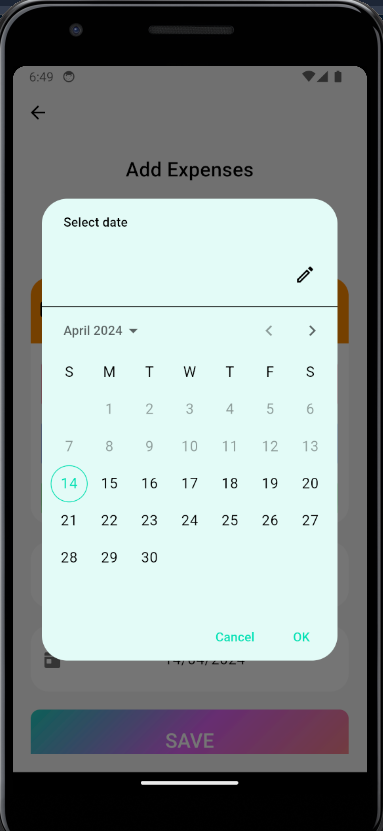 6:49
Add Expenses
Select date
April 2024
S M T W T F S
1 2 3 4 5 6
7 8 9 10 11 12 13
14 15 16 17 18 19 20
21 22 23 24 25 26 27
28 29 30
Cancel OK
14/04/2024
SAVE